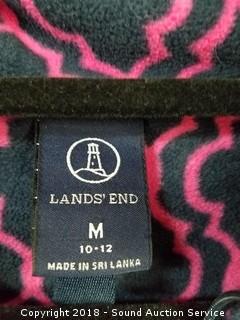 LANDS' END
M
10-12
MADE IN SRI LANKA
Copyright 2018 - Sound Auction Service